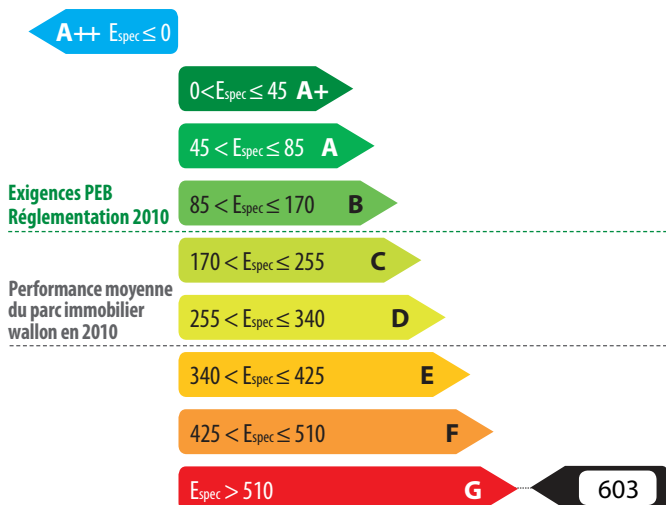 A++ Espec ≤ 0
0<Espec ≤ 45 A+
45 < Espec ≤ 85 A
Exigences PEB
Réglementation 2010
85 < Espec ≤ 170 B
170 < Espec ≤ 255 C
Performance moyenne
du parc immobilier
wallon en 2010
255 < Espec ≤ 340 D
340 < Espec ≤ 425 E
425 < Espec ≤ 510 F
Espec > 510 G 603